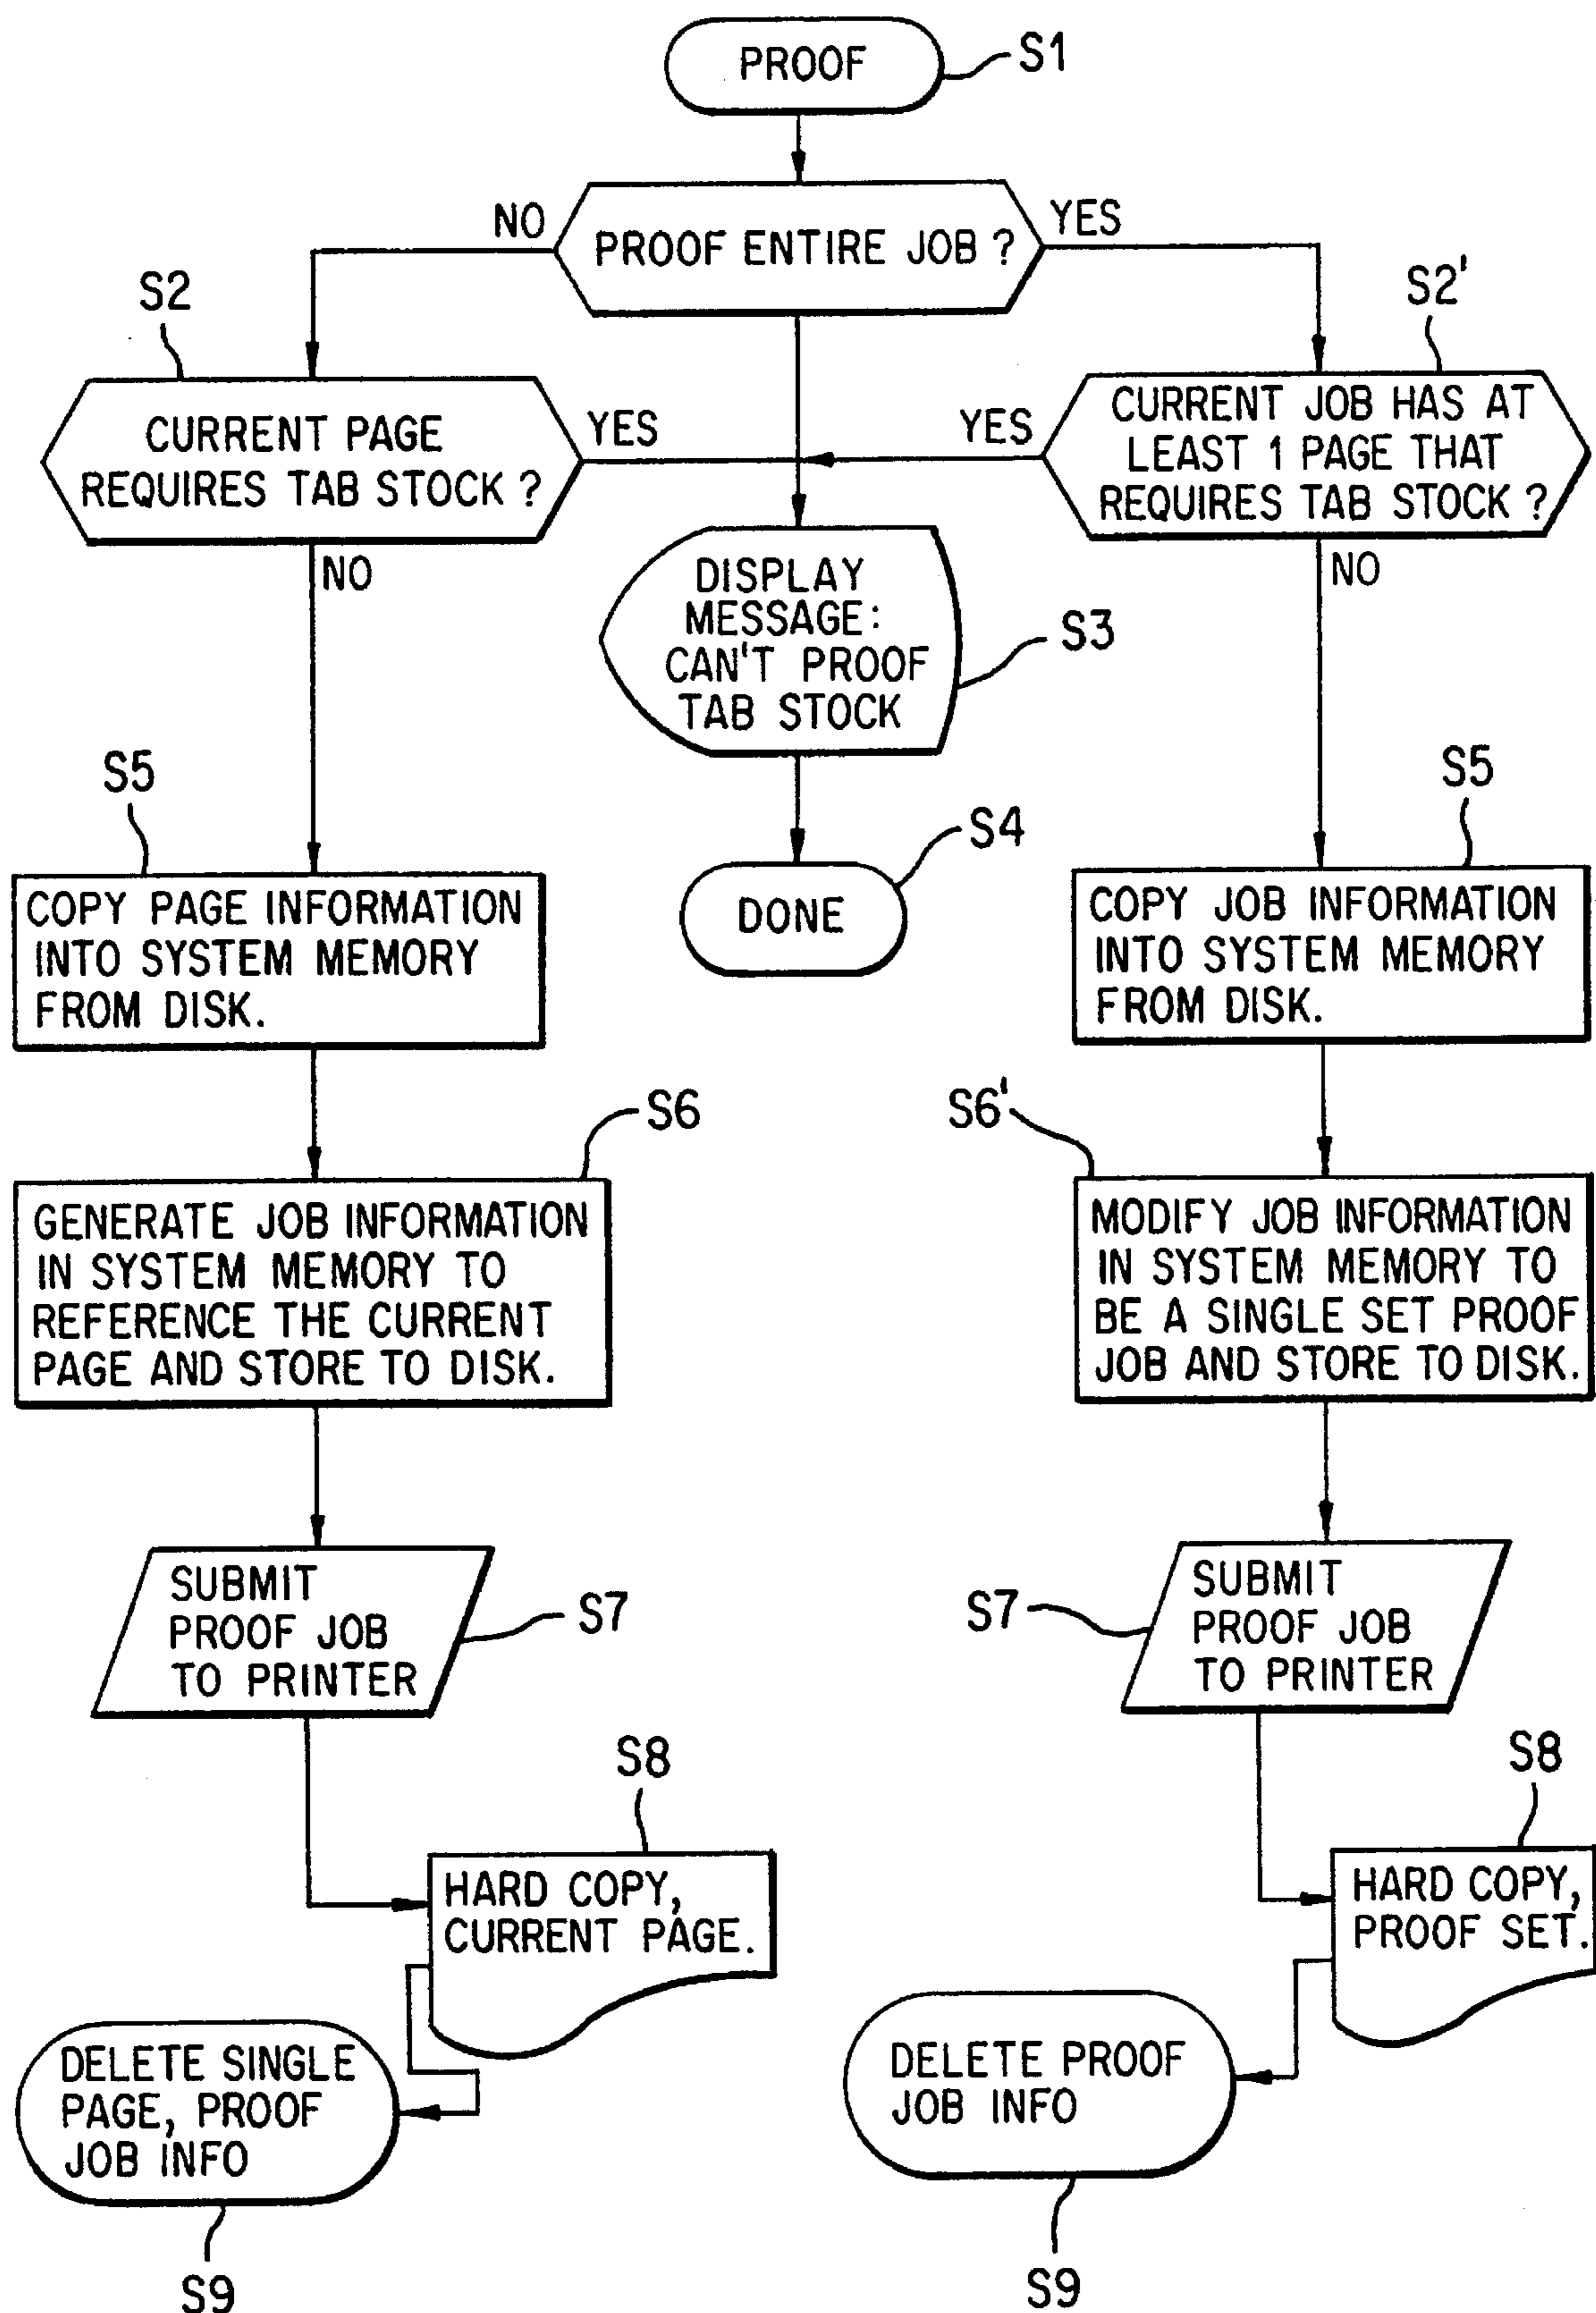 PROOF
S1
NO
YES
PROOF ENTIRE JOB ?
S2
S2'
CURRENT PAGE
REQUIRES TAB STOCK ?
YES
YES
CURRENT JOB HAS AT
LEAST 1 PAGE THAT
REQUIRES TAB STOCK ?
NO
NO
DISPLAY
MESSAGE:
CAN'T PROOF
TAB STOCK
S3
S4
DONE
S5
COPY PAGE INFORMATION
INTO SYSTEM MEMORY
FROM DISK.
S5
COPY JOB INFORMATION
INTO SYSTEM MEMORY
FROM DISK.
S6
GENERATE JOB INFORMATION
IN SYSTEM MEMORY TO
REFERENCE THE CURRENT
PAGE AND STORE TO DISK.
S6'
MODIFY JOB INFORMATION
IN SYSTEM MEMORY TO
BE A SINGLE SET PROOF
JOB AND STORE TO DISK.
SUBMIT
PROOF JOB
TO PRINTER
S7
S7
SUBMIT
PROOF JOB
TO PRINTER
S8
HARD COPY,
CURRENT PAGE.
S8
HARD COPY,
PROOF SET.
DELETE SINGLE
PAGE, PROOF
JOB INFO
S9
DELETE PROOF
JOB INFO
S9